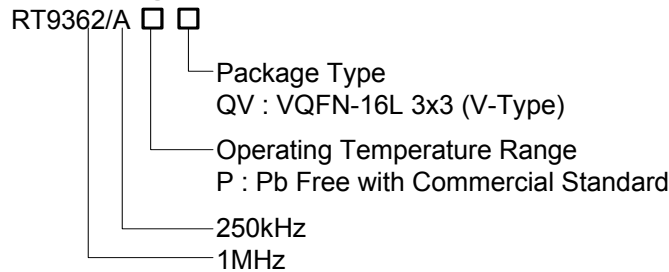 RT9362/A
Package Type
QV : VQFN-16L 3x3 (V-Type)
Operating Temperature Range
P : Pb Free with Commercial Standard
250kHz
1MHz